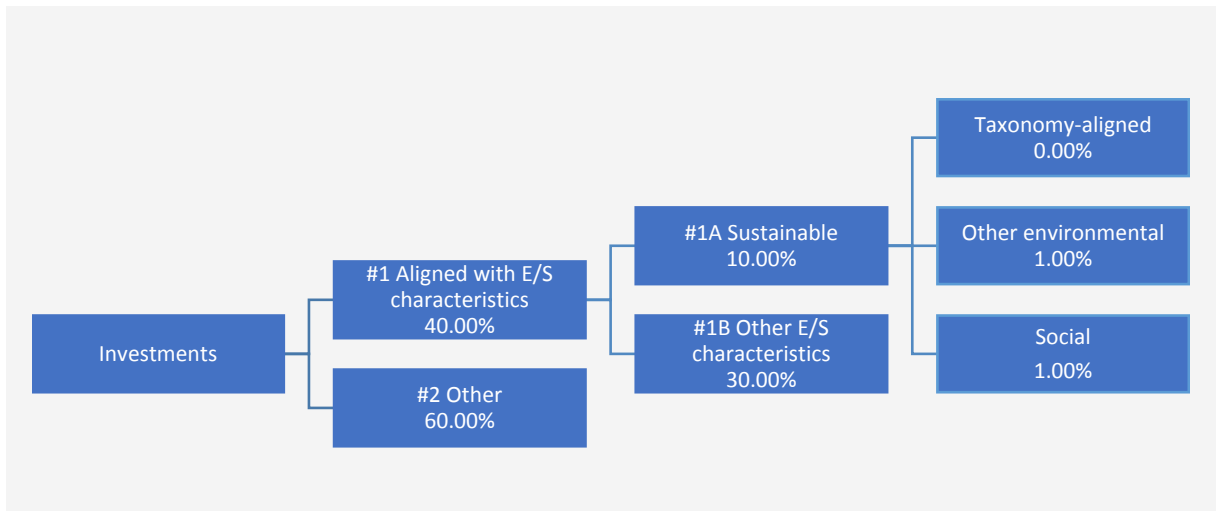 Investments
#1 Aligned with E/S
characteristics
40.00%
#2 Other
60.00%
#1A Sustainable
10.00%
#1B Other E/S
characteristics
30.00%
Taxonomy-aligned
0.00%
Other environmental
1.00%
Social
1.00%